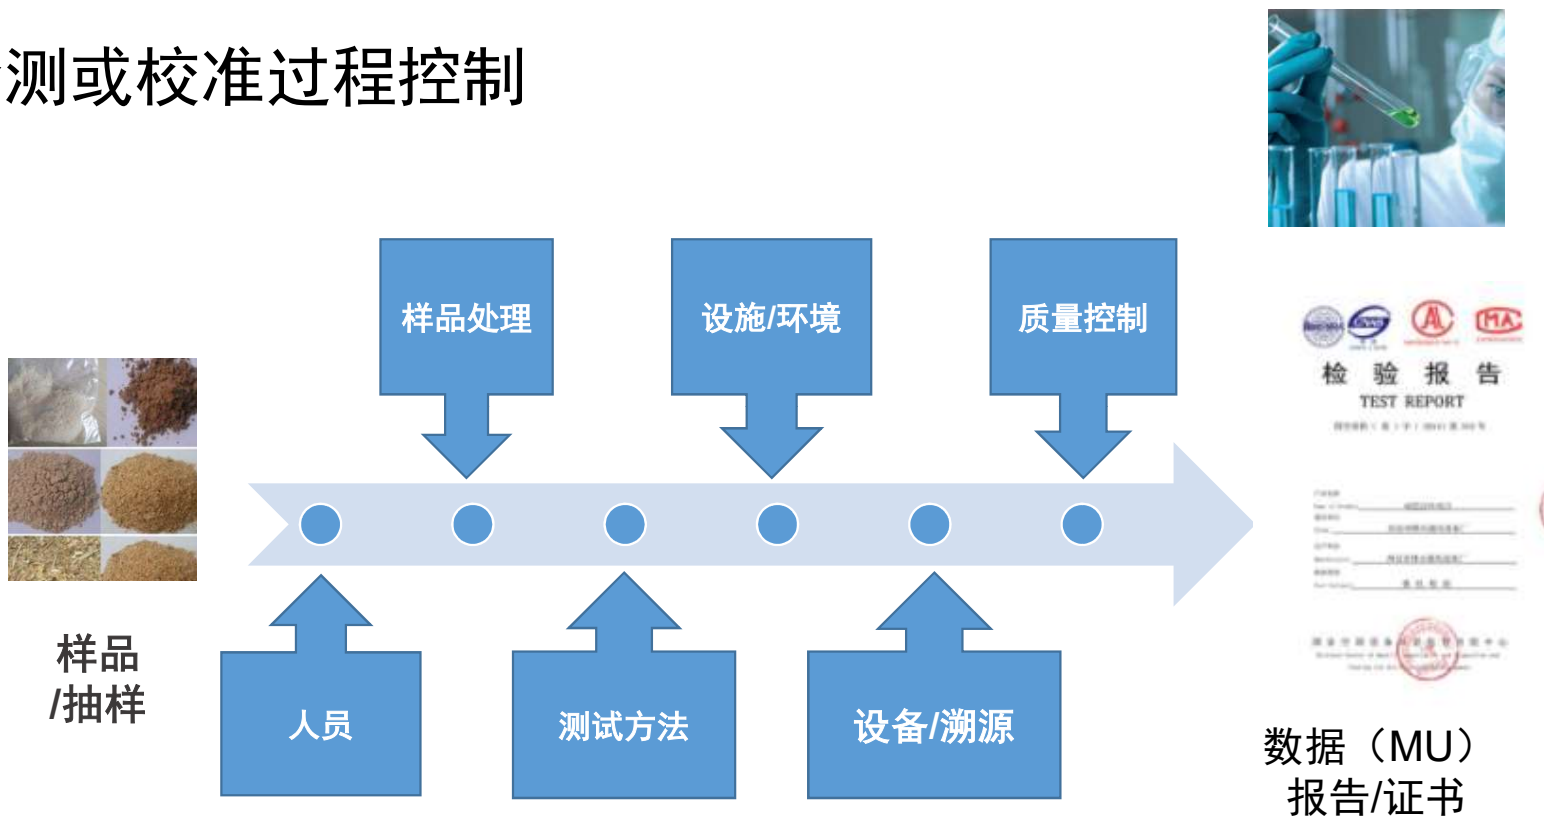 测或校准过程控制
样品处理
设施/环境
质量控制
样品
/抽样
人员
测试方法
设备/溯源
CNAS
MA
检验报告
TEST REPORT
数据（MU）
报告/证书